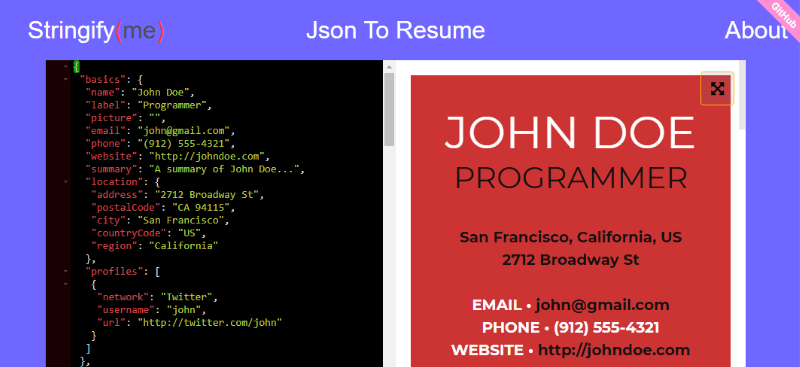 Stringify(me)
Json To Resume
About
GitHub
{
"basics": {
"name": "John Doe",
"label": "Programmer",
"picture": "",
"email": "john@gmail.com",
"phone": "(912) 555-4321",
"website": "http://johndoe.com",
"summary": "A summary of John Doe...",
"location": {
"address": "2712 Broadway St",
"postalCode": "CA 94115",
"city": "San Francisco",
"countryCode": "US",
"region": "California"
},
"profiles": [
{
"network": "Twitter",
"username": "john",
"url": "http://twitter.com/john"
}
]
},
JOHN DOE
PROGRAMMER
San Francisco, California, US
2712 Broadway St
EMAIL • john@gmail.com
PHONE • (912) 555-4321
WEBSITE • http://johndoe.com